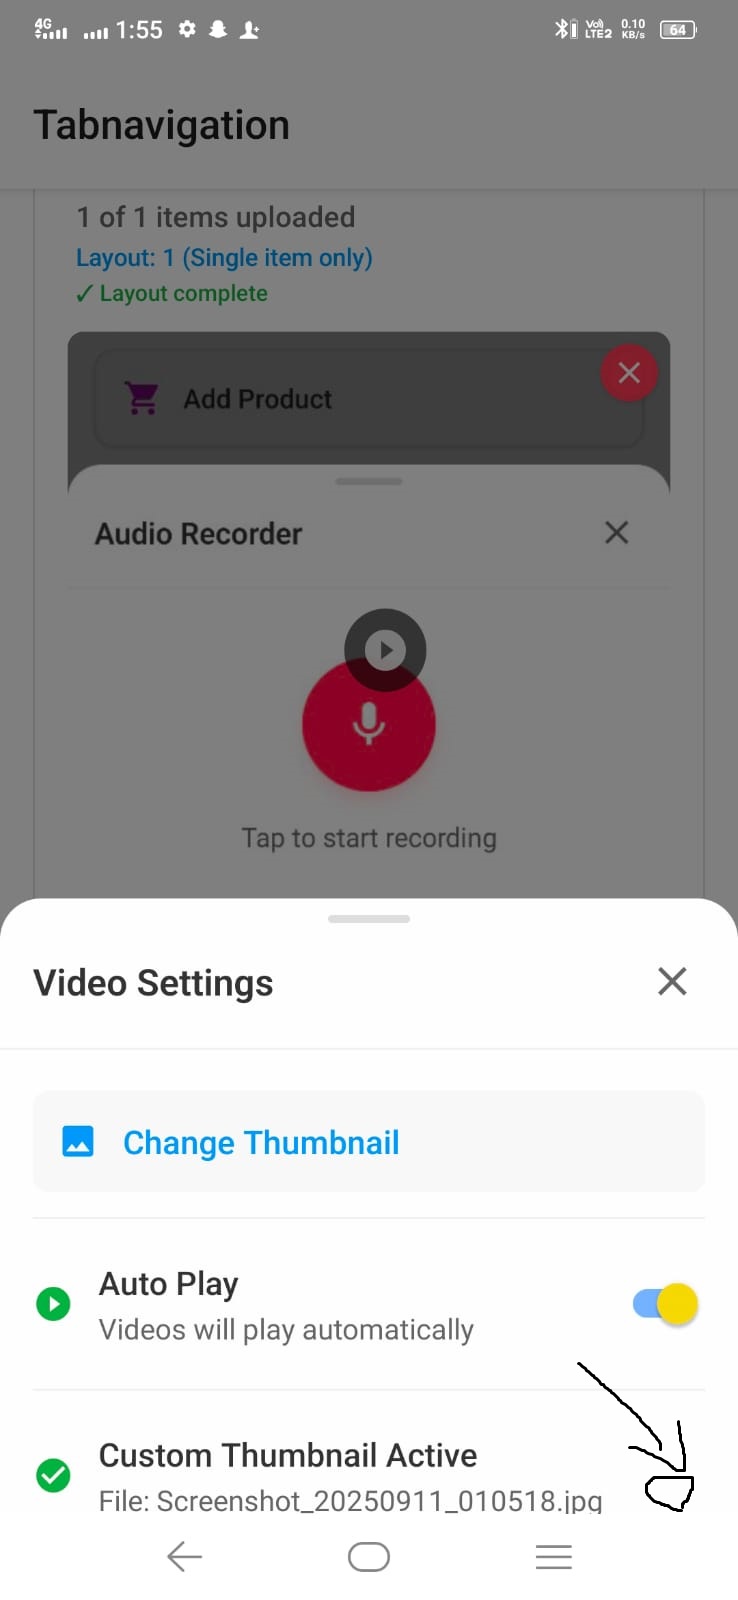 4G 1:55 Vo)) LTE2 0.10 KB/s 64
Tabnavigation
1 of 1 items uploaded
Layout: 1 (Single item only)
✓ Layout complete
Add Product
Audio Recorder
Tap to start recording
Video Settings
Change Thumbnail
Auto Play
Videos will play automatically
Custom Thumbnail Active
File: Screenshot_20250911_010518.jpg